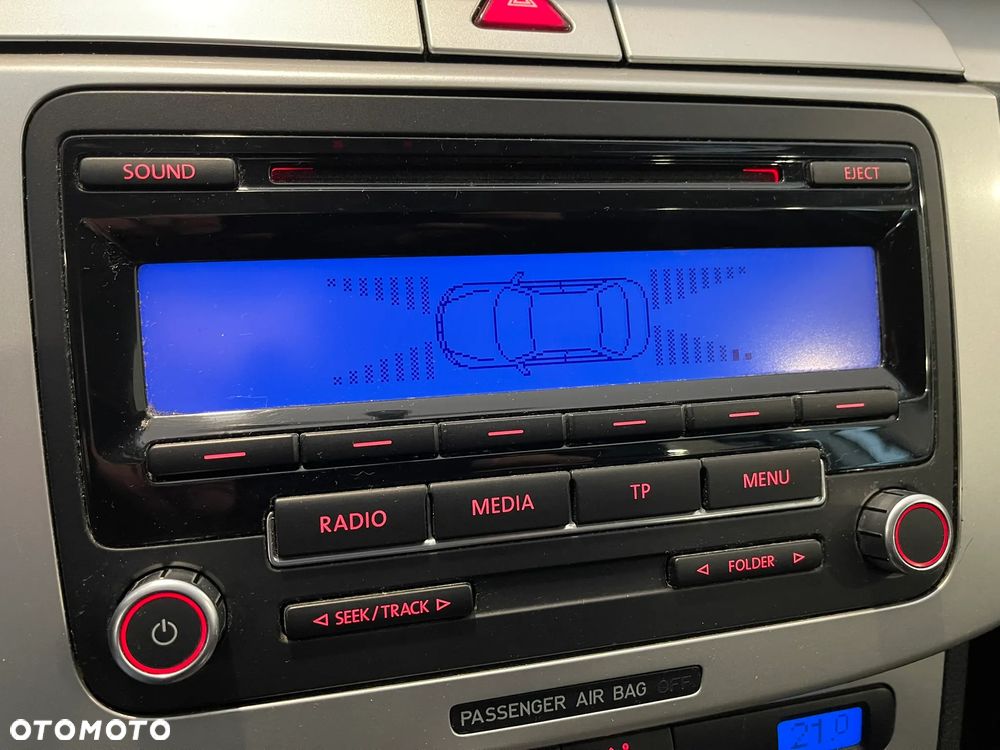 SOUND
EJECT
RADIO
MEDIA
TP
MENU
◁ SEEK/TRACK ▷
◁ FOLDER ▷
PASSENGER AIR BAG OFF
21.0
OTOMOTO